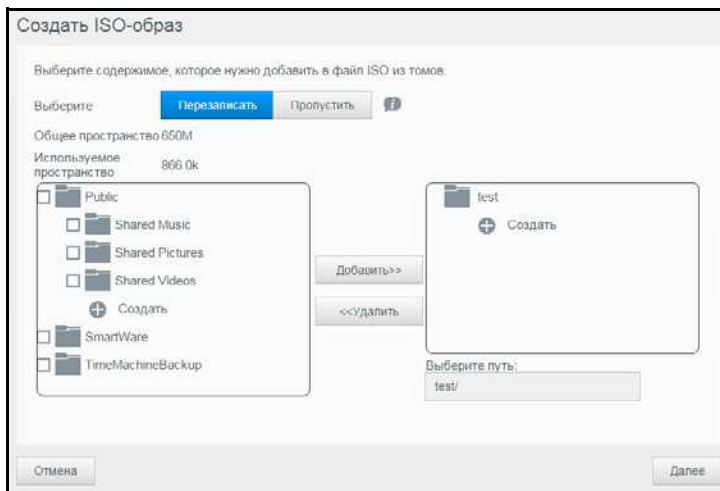 Создать ISO-образ
Выберите содержимое, которое нужно добавить в файл ISO из томов.
Выберите Перезаписать Пропустить i
Общее пространство 650M
Используемое пространство 866.0k
Public
Shared Music
Shared Pictures
Shared Videos
Создать
SmartWare
TimeMachineBackup
Добавить>>
<<Удалить
test
Создать
Выберите путь:
test/
Отмена Далее